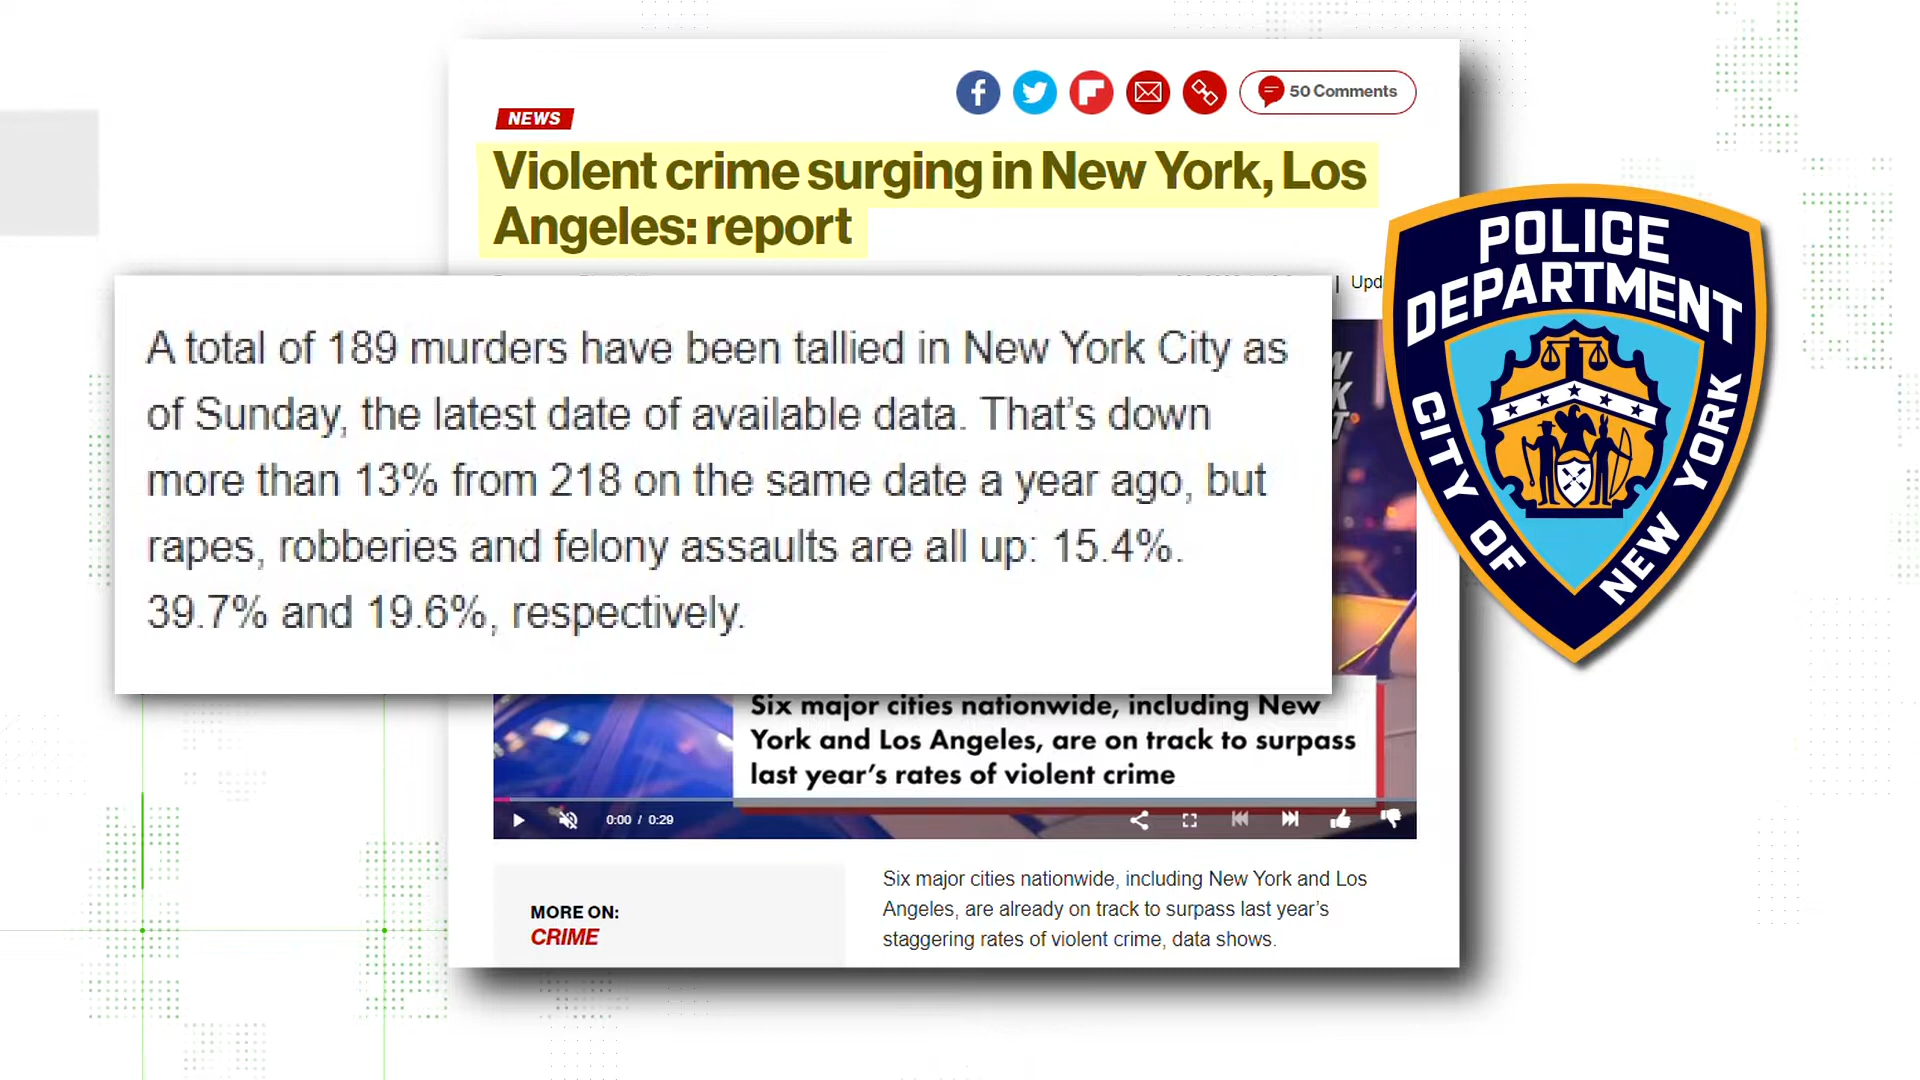 50 Comments
NEWS
Violent crime surging in New York, Los
Angeles: report
A total of 189 murders have been tallied in New York City as
of Sunday, the latest date of available data. That's down
more than 13% from 218 on the same date a year ago, but
rapes, robberies and felony assaults are all up: 15.4%.
39.7% and 19.6%, respectively.
POLICE
DEPARTMENT
CITY OF
NEW YORK
Six major cities nationwide, including New
York and Los Angeles, are on track to surpass
last year's rates of violent crime
0:00 / 0:29
MORE ON:
CRIME
Six major cities nationwide, including New York and Los
Angeles, are already on track to surpass last year's
staggering rates of violent crime, data shows.